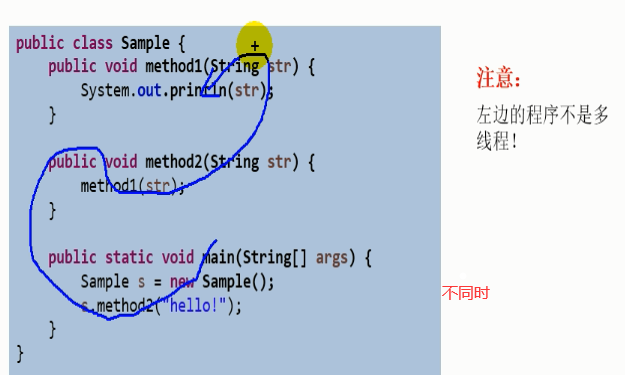 public class Sample {
public void method1(String str) {
System.out.println(str);
}
public void method2(String str) {
method1(str);
}
public static void main(String[] args) {
Sample s = new Sample();
s.method2("hello!");
}
}
注意：
左边的程序不是多
线程！
不同时